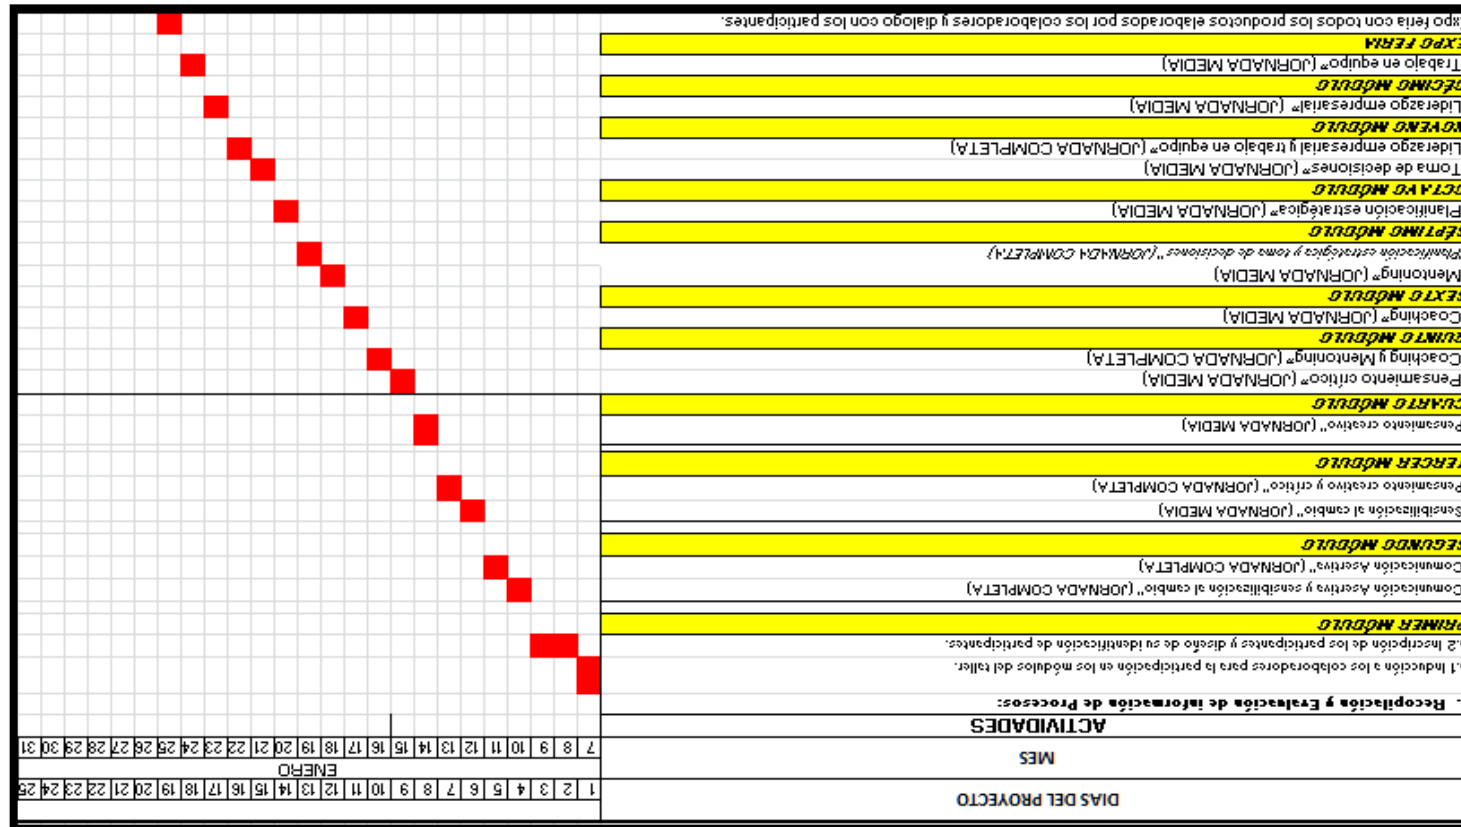 DIAS DEL PROYECTO 1 2 3 4 5 6 7 8 9 10 11 12 13 14 15 16 17 18 19 20 21 22 23 24 25
MES ENERO
7 8 9 10 11 12 13 14 15 16 17 18 19 20 21 22 23 24 25 26 27 28 29 30 31
ACTIVIDADES
. Recopilación y Evaluación de información de Procesos:
.1 Inducción a los colaboradores para la participación en los módulos del taller.
.2 Inscripción de los participantes y diseño de su identificación de participantes.
PRIMER MÓDULO
Comunicación Asertiva y sensibilización al cambio" (JORNADA COMPLETA)
Comunicación Asertiva" (JORNADA COMPLETA)
SEGUNDO MÓDULO
Sensibilización al cambio" (JORNADA MEDIA)
Pensamiento creativo y crítico" (JORNADA COMPLETA)
TERCER MÓDULO
Pensamiento creativo" (JORNADA MEDIA)
CUARTO MÓDULO
Pensamiento crítico" (JORNADA MEDIA)
Coaching y Mentoring" (JORNADA COMPLETA)
QUINTO MÓDULO
Coaching" (JORNADA MEDIA)
SEXTO MÓDULO
Mentoring" (JORNADA MEDIA)
Planificación estratégica y toma de decisiones" (JORNADA COMPLETA)
SÉPTIMO MÓDULO
Planificación estratégica" (JORNADA MEDIA)
OCTAVO MÓDULO
Toma de decisiones" (JORNADA MEDIA)
Liderazgo empresarial y trabajo en equipo" (JORNADA COMPLETA)
NOVENO MÓDULO
Liderazgo empresarial" (JORNADA MEDIA)
DÉCIMO MÓDULO
Trabajo en equipo" (JORNADA MEDIA)
EXPO FERIA
xpo feria con todos los productos elaborados por los colaboradores y dialogo con los participantes.